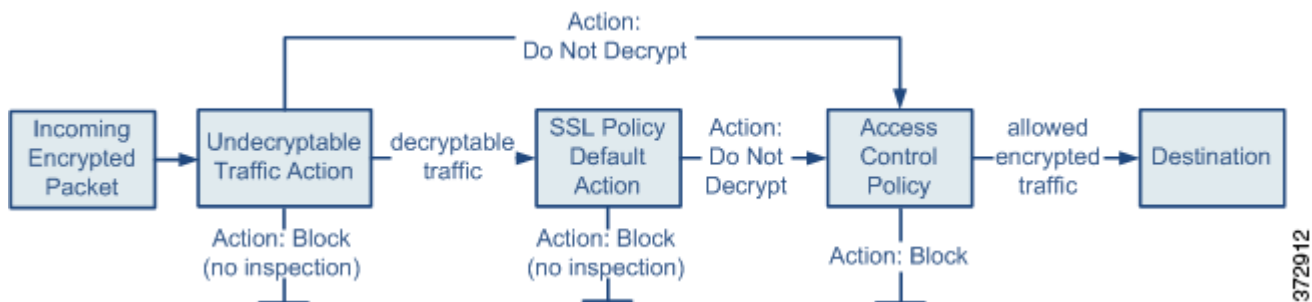 Action:
Do Not Decrypt
Incoming
Encrypted
Packet
Undecryptable
Traffic Action
decryptable
traffic
SSL Policy
Default
Action
Action:
Do Not
Decrypt
Access
Control
Policy
allowed
encrypted
traffic
Destination
Action: Block
(no inspection)
Action: Block
(no inspection)
Action: Block
372912